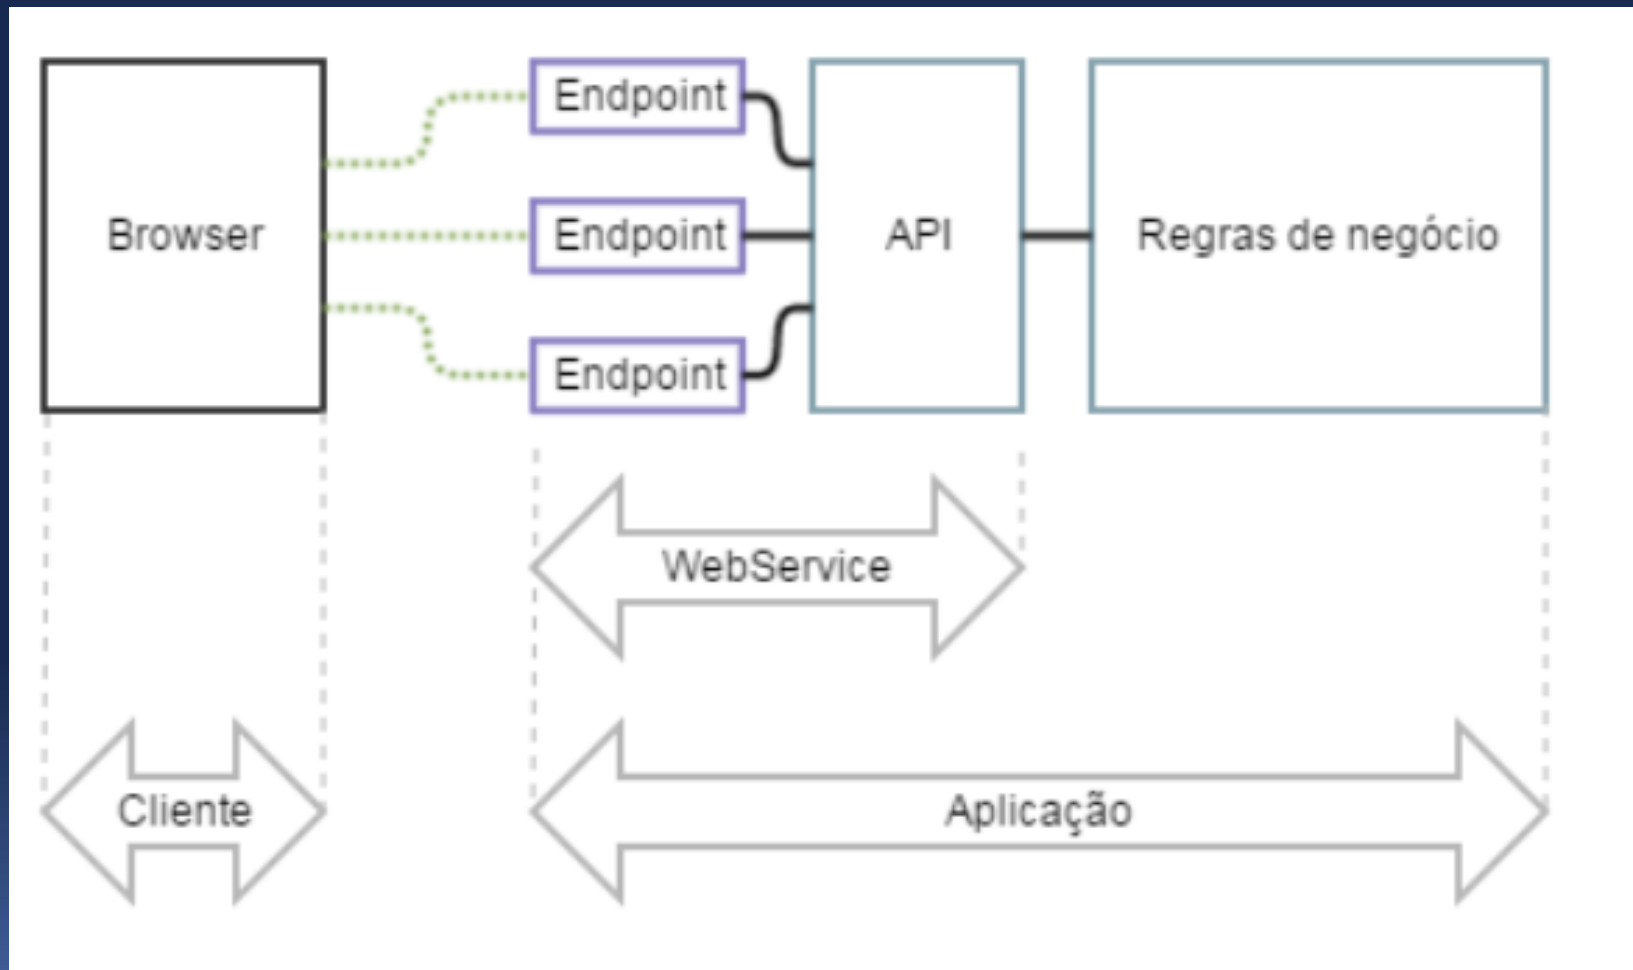 Endpoint
Browser
Endpoint
API
Regras de negócio
Endpoint
WebService
Cliente
Aplicação